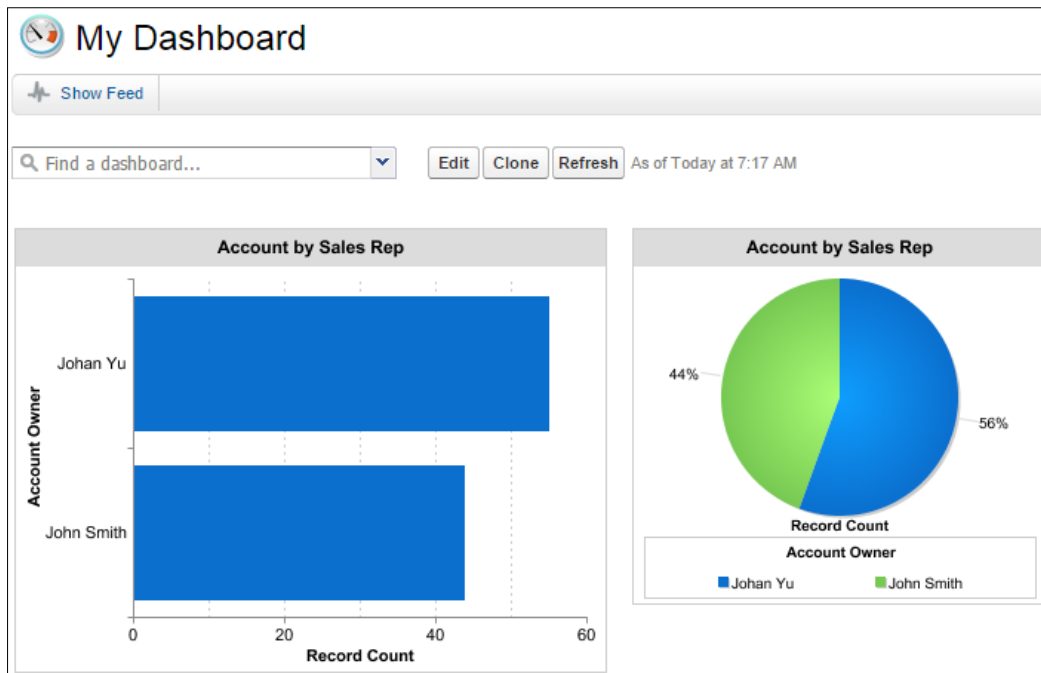 My Dashboard
Show Feed
Find a dashboard...
Edit Clone Refresh As of Today at 7:17 AM
Account by Sales Rep
Account Owner
Johan Yu
John Smith
0 20 40 60
Record Count
Account by Sales Rep
44%
56%
Record Count
Account Owner
Johan Yu John Smith